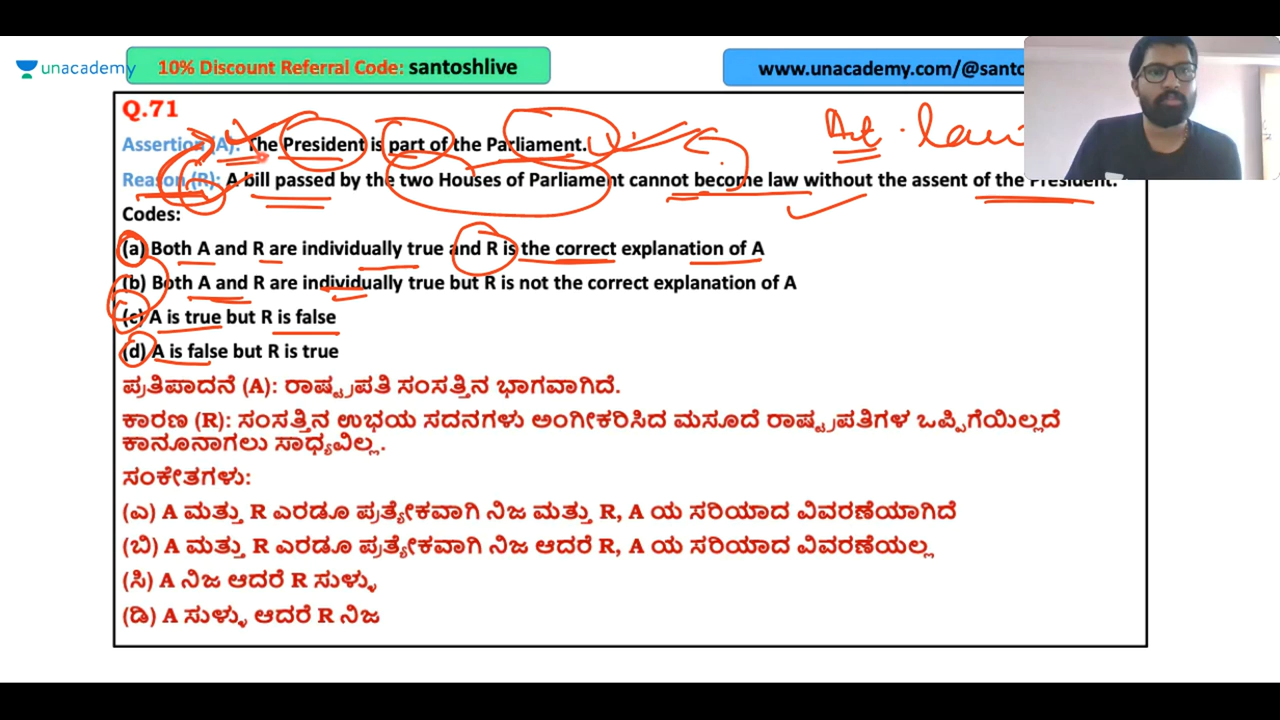 unacademy
10% Discount Referral Code: santoshlive
www.unacademy.com/@santo
Q.71
Act. law
Assertion (A): The President is part of the Parliament.
Reason (R): A bill passed by the two Houses of Parliament cannot become law without the assent of the President.
Codes:
(a) Both A and R are individually true and R is the correct explanation of A
(b) Both A and R are individually true but R is not the correct explanation of A
(c) A is true but R is false
(d) A is false but R is true
ಪ್ರತಿಪಾದನೆ (A): ರಾಷ್ಟ್ರಪತಿ ಸಂಸತ್ತಿನ ಭಾಗವಾಗಿದೆ.
ಕಾರಣ (R): ಸಂಸತ್ತಿನ ಉಭಯ ಸದನಗಳು ಅಂಗೀಕರಿಸಿದ ಮಸೂದೆ ರಾಷ್ಟ್ರಪತಿಗಳ ಒಪ್ಪಿಗೆಯಿಲ್ಲದೆ
ಕಾನೂನಾಗಲು ಸಾಧ್ಯವಿಲ್ಲ.
ಸಂಕೇತಗಳು:
(ಎ) A ಮತ್ತು R ಎರಡೂ ಪ್ರತ್ಯೇಕವಾಗಿ ನಿಜ ಮತ್ತು R, A ಯ ಸರಿಯಾದ ವಿವರಣೆಯಾಗಿದೆ
(ಬಿ) A ಮತ್ತು R ಎರಡೂ ಪ್ರತ್ಯೇಕವಾಗಿ ನಿಜ ಆದರೆ R, A ಯ ಸರಿಯಾದ ವಿವರಣೆಯಲ್ಲ
(ಸಿ) A ನಿಜ ಆದರೆ R ಸುಳ್ಳು
(ಡಿ) A ಸುಳ್ಳು ಆದರೆ R ನಿಜ